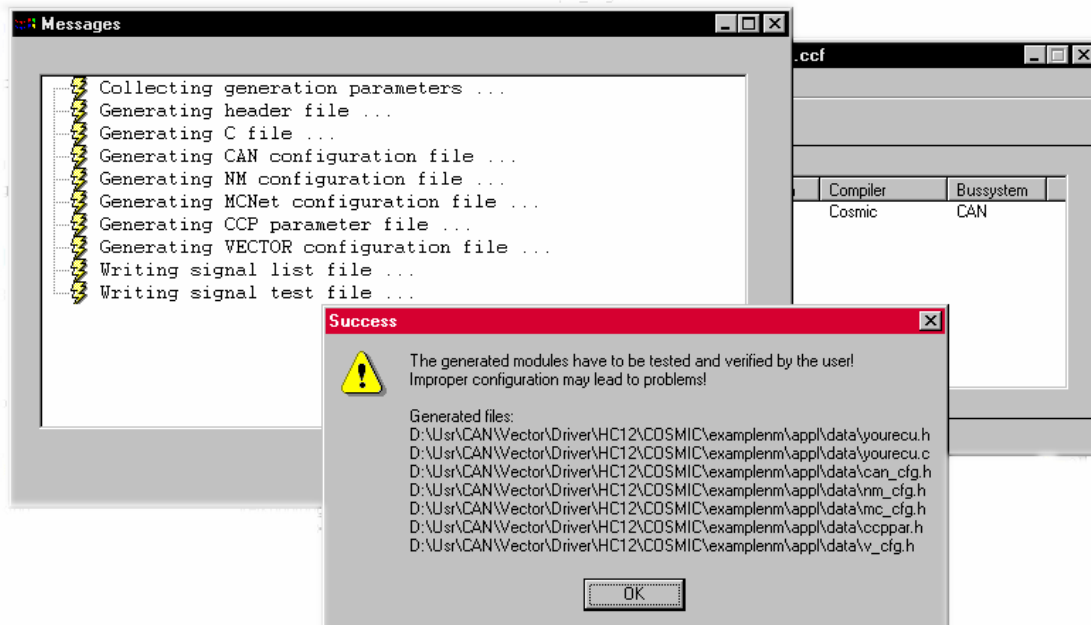 Messages
.ccf
Collecting generation parameters ...
Generating header file ...
Generating C file ...
Generating CAN configuration file ...
Generating NM configuration file ...
Generating MCNet configuration file ...
Generating CCP parameter file ...
Generating VECTOR configuration file ...
Writing signal list file ...
Writing signal test file ...
Compiler Bussystem
Cosmic CAN
Success
The generated modules have to be tested and verified by the user!
Improper configuration may lead to problems!
Generated files:
D:\Usr\CAN\Vector\Driver\HC12\COSMIC\examplenm\appl\data\yourecu.h
D:\Usr\CAN\Vector\Driver\HC12\COSMIC\examplenm\appl\data\yourecu.c
D:\Usr\CAN\Vector\Driver\HC12\COSMIC\examplenm\appl\data\can_cfg.h
D:\Usr\CAN\Vector\Driver\HC12\COSMIC\examplenm\appl\data\nm_cfg.h
D:\Usr\CAN\Vector\Driver\HC12\COSMIC\examplenm\appl\data\mc_cfg.h
D:\Usr\CAN\Vector\Driver\HC12\COSMIC\examplenm\appl\data\ccppar.h
D:\Usr\CAN\Vector\Driver\HC12\COSMIC\examplenm\appl\data\v_cfg.h
OK